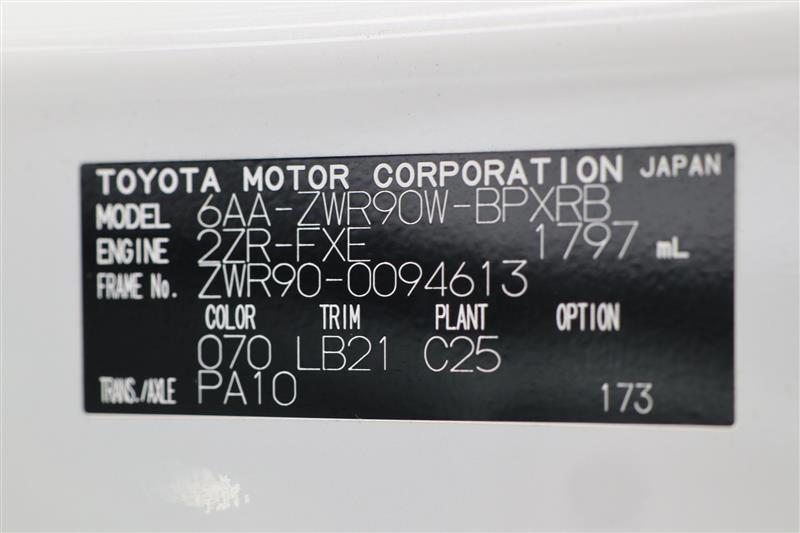 TOYOTA MOTOR CORPORATION JAPAN
MODEL 6AA-ZWR90W-BPXRB
ENGINE 2ZR-FXE 1797 mL
FRAME No. ZWR90-0094613
COLOR TRIM PLANT OPTION
070 LB21 C25
TRANS./AXLE PA10 173